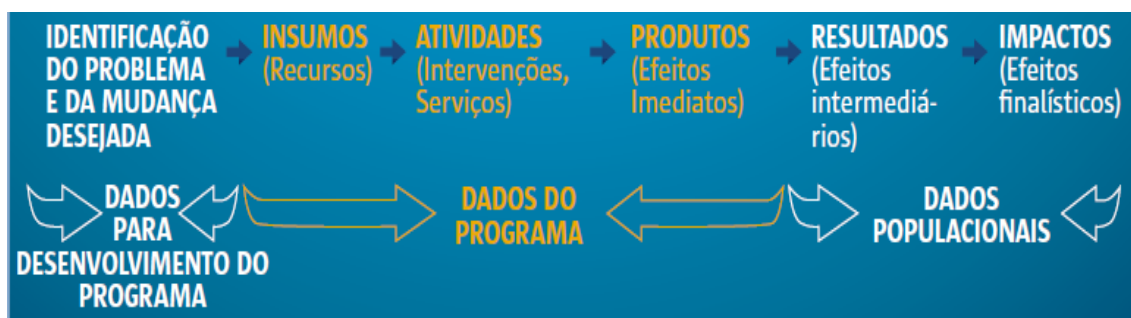 IDENTIFICAÇÃO
DO PROBLEMA
E DA MUDANÇA
DESEJADA
INSUMOS
(Recursos)
ATIVIDADES
(Intervenções,
Serviços)
PRODUTOS
(Efeitos
Imediatos)
RESULTADOS
(Efeitos
intermediá-
rios)
IMPACTOS
(Efeitos
finalísticos)
DADOS
PARA
DESENVOLVIMENTO DO
PROGRAMA
DADOS DO
PROGRAMA
DADOS
POPULACIONAIS